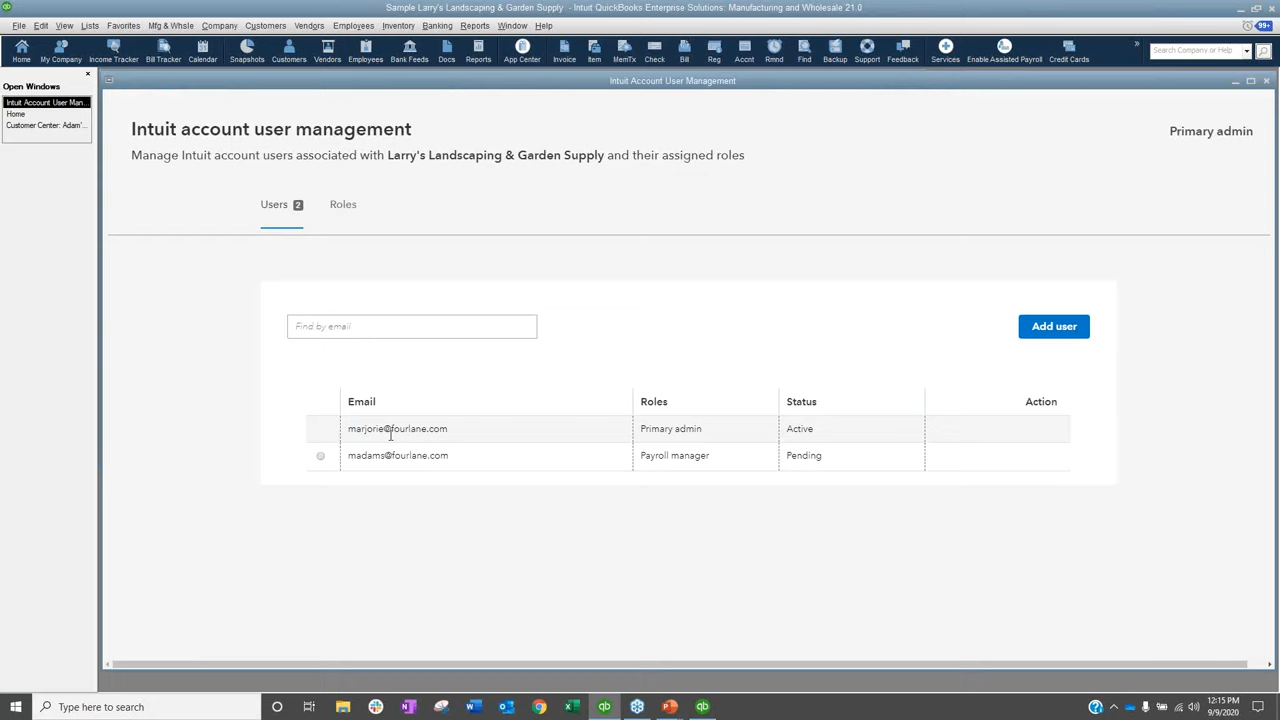 Sample Larry's Landscaping & Garden Supply - Intuit QuickBooks Enterprise Solutions: Manufacturing and Wholesale 21.0
File Edit View Lists Favorites Mfg & Whsle Company Customers Vendors Employees Inventory Banking Reports Window Help
99+
Home My Company Income Tracker Bill Tracker Calendar Snapshots Customers Vendors Employees Bank Feeds Docs Reports App Center Invoice Item MemTx Check Bill Reg Accnt Rmnd Find Backup Support Feedback Services Enable Assisted Payroll Credit Cards
Search Company or Help
Open Windows
Intuit Account User Man...
Home
Customer Center: Adam'...
Intuit Account User Management
Intuit account user management
Primary admin
Manage Intuit account users associated with Larry's Landscaping & Garden Supply and their assigned roles
Users 2 Roles
Find by email
Add user
Email Roles Status Action
marjorie@fourlane.com Primary admin Active
madams@fourlane.com Payroll manager Pending
Type here to search
12:15 PM
9/9/2020